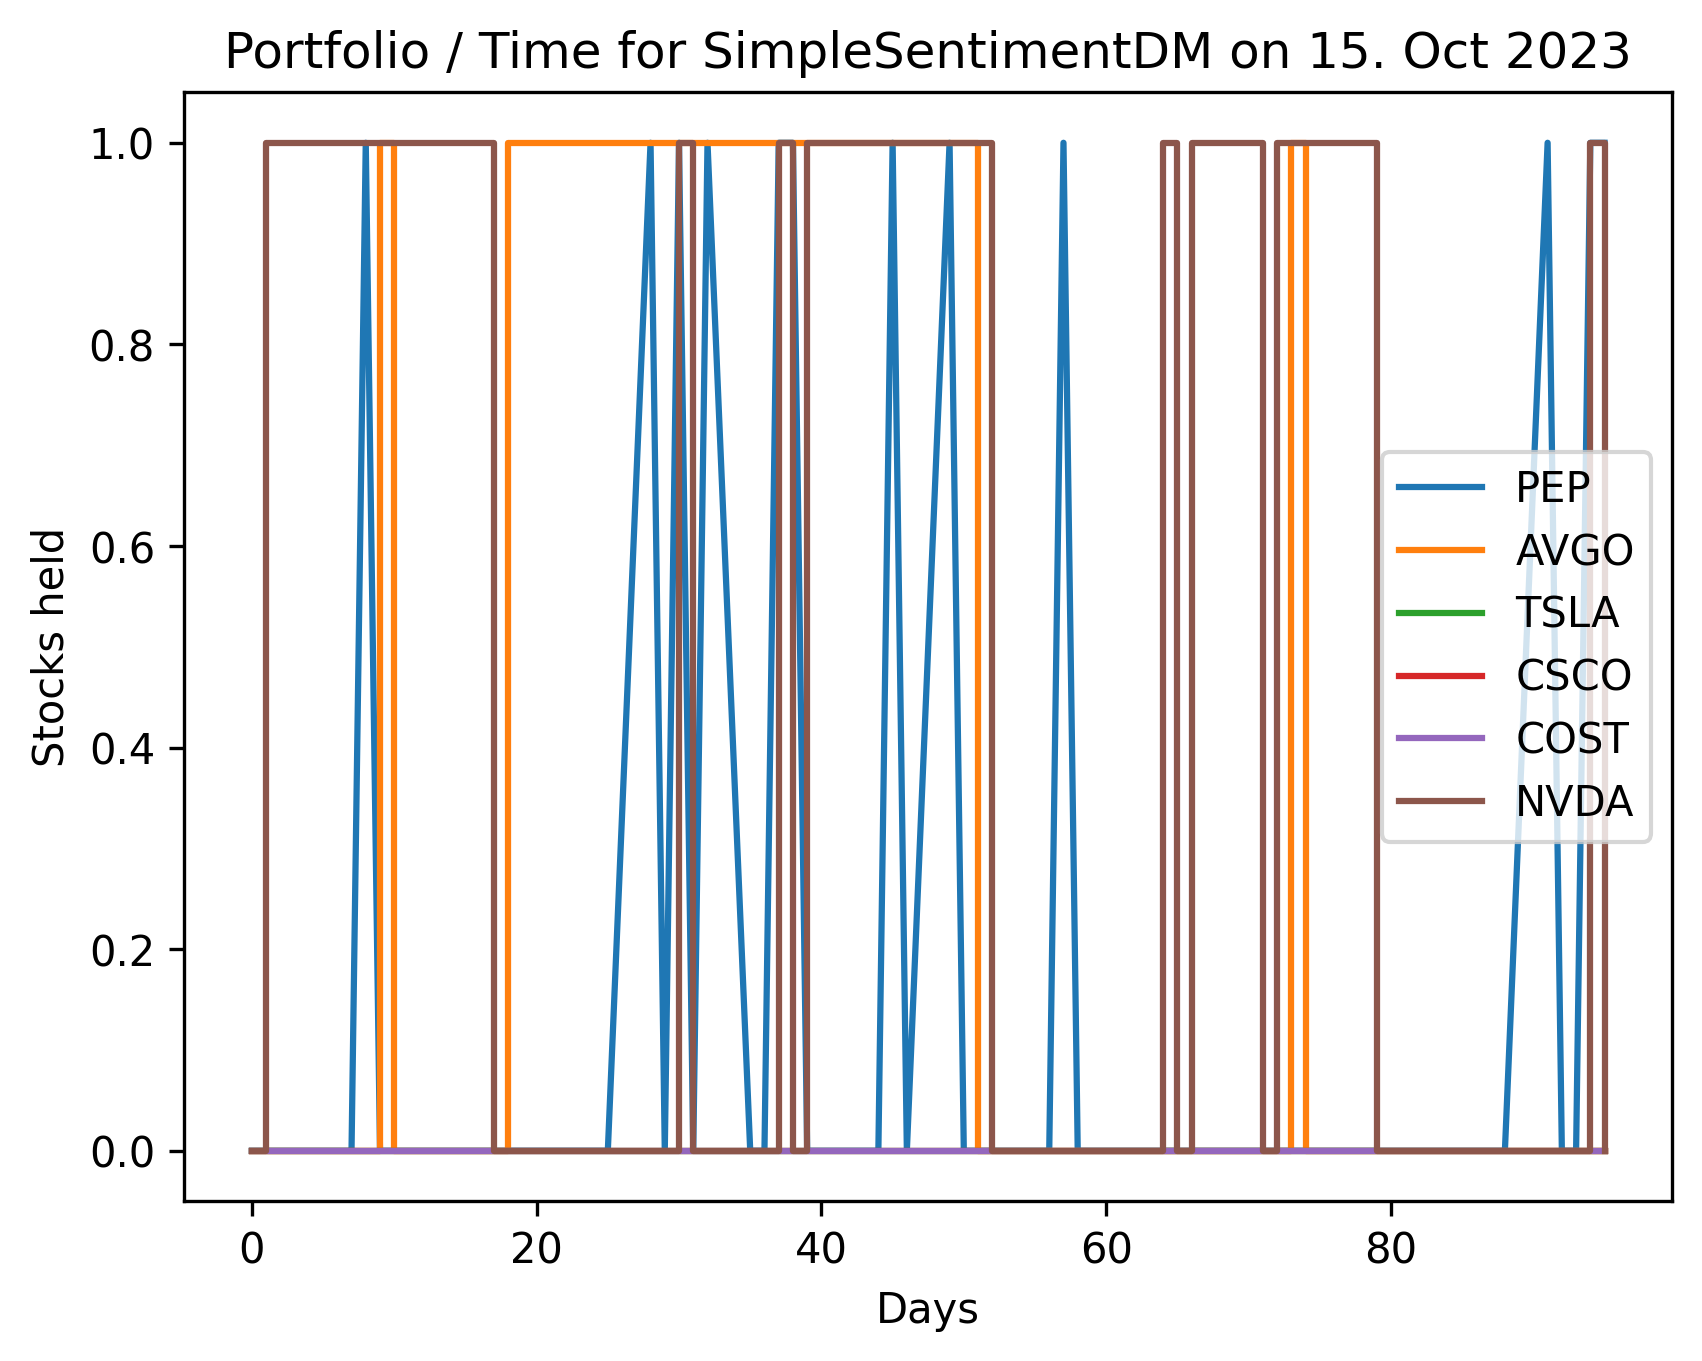 Portfolio / Time for SimpleSentimentDM on 15. Oct 2023
Stocks held
1.0
0.8
0.6
0.4
0.2
0.0
PEP
AVGO
TSLA
CSCO
COST
NVDA
0 20 40 60 80
Days